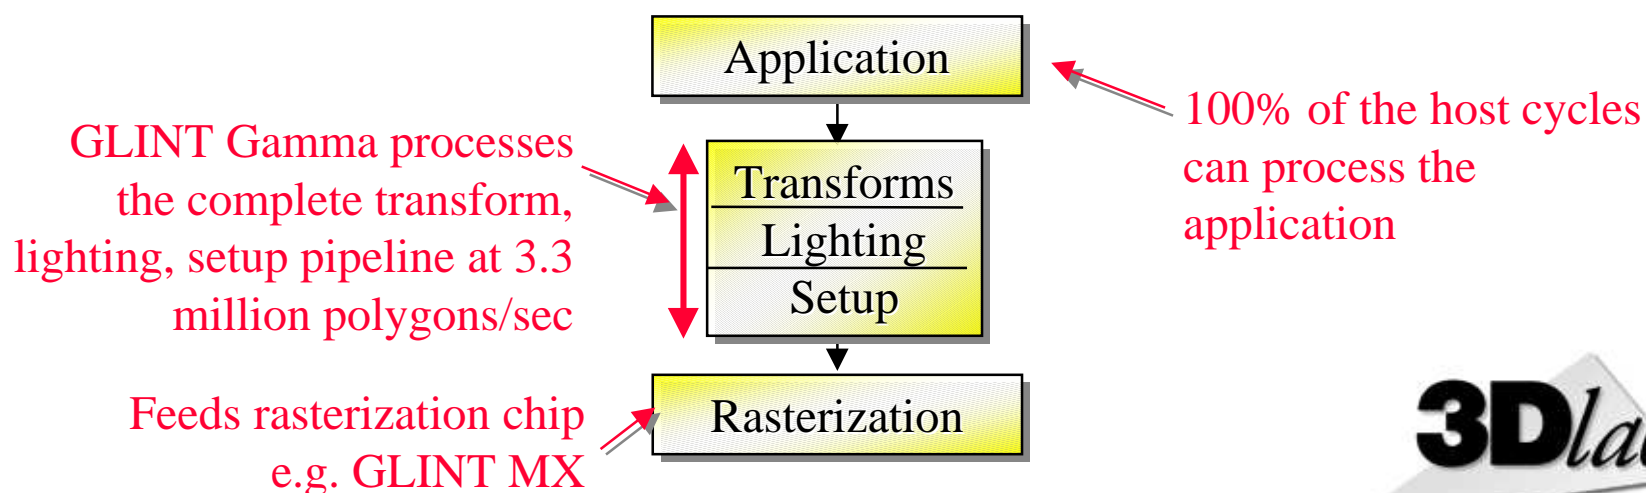 Application
100% of the host cycles
can process the
application
GLINT Gamma processes
the complete transform,
lighting, setup pipeline at 3.3
million polygons/sec
Transforms
Lighting
Setup
Feeds rasterization chip
e.g. GLINT MX
Rasterization